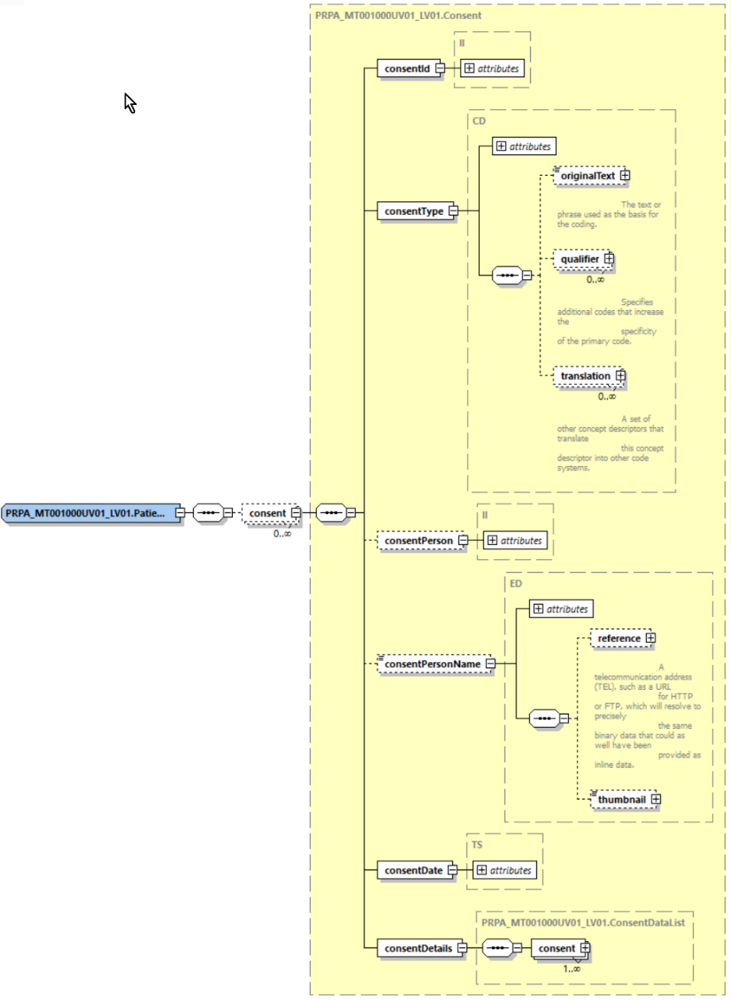 PRPA_MT001000UV01_LV01.Consent
II
consentId
attributes
CD
attributes
originalText
The text or
phrase used as the basis for
the coding.
consentType
qualifier
0..∞
Specifies
additional codes that increase
the
specificity
of the primary code.
translation
0..∞
A set of
other concept descriptors that
translate
this concept
descriptor into other code
systems.
PRPA_MT001000UV01_LV01.Patie...
consent
0..∞
II
consentPerson
attributes
ED
attributes
reference
A
telecommunication address
(TEL), such as a URL
for HTTP
or FTP, which will resolve to
precisely
the same
binary data that could as
well have been
provided as
inline data.
consentPersonName
thumbnail
TS
consentDate
attributes
PRPA_MT001000UV01_LV01.ConsentDataList
consentDetails
consent
1..∞